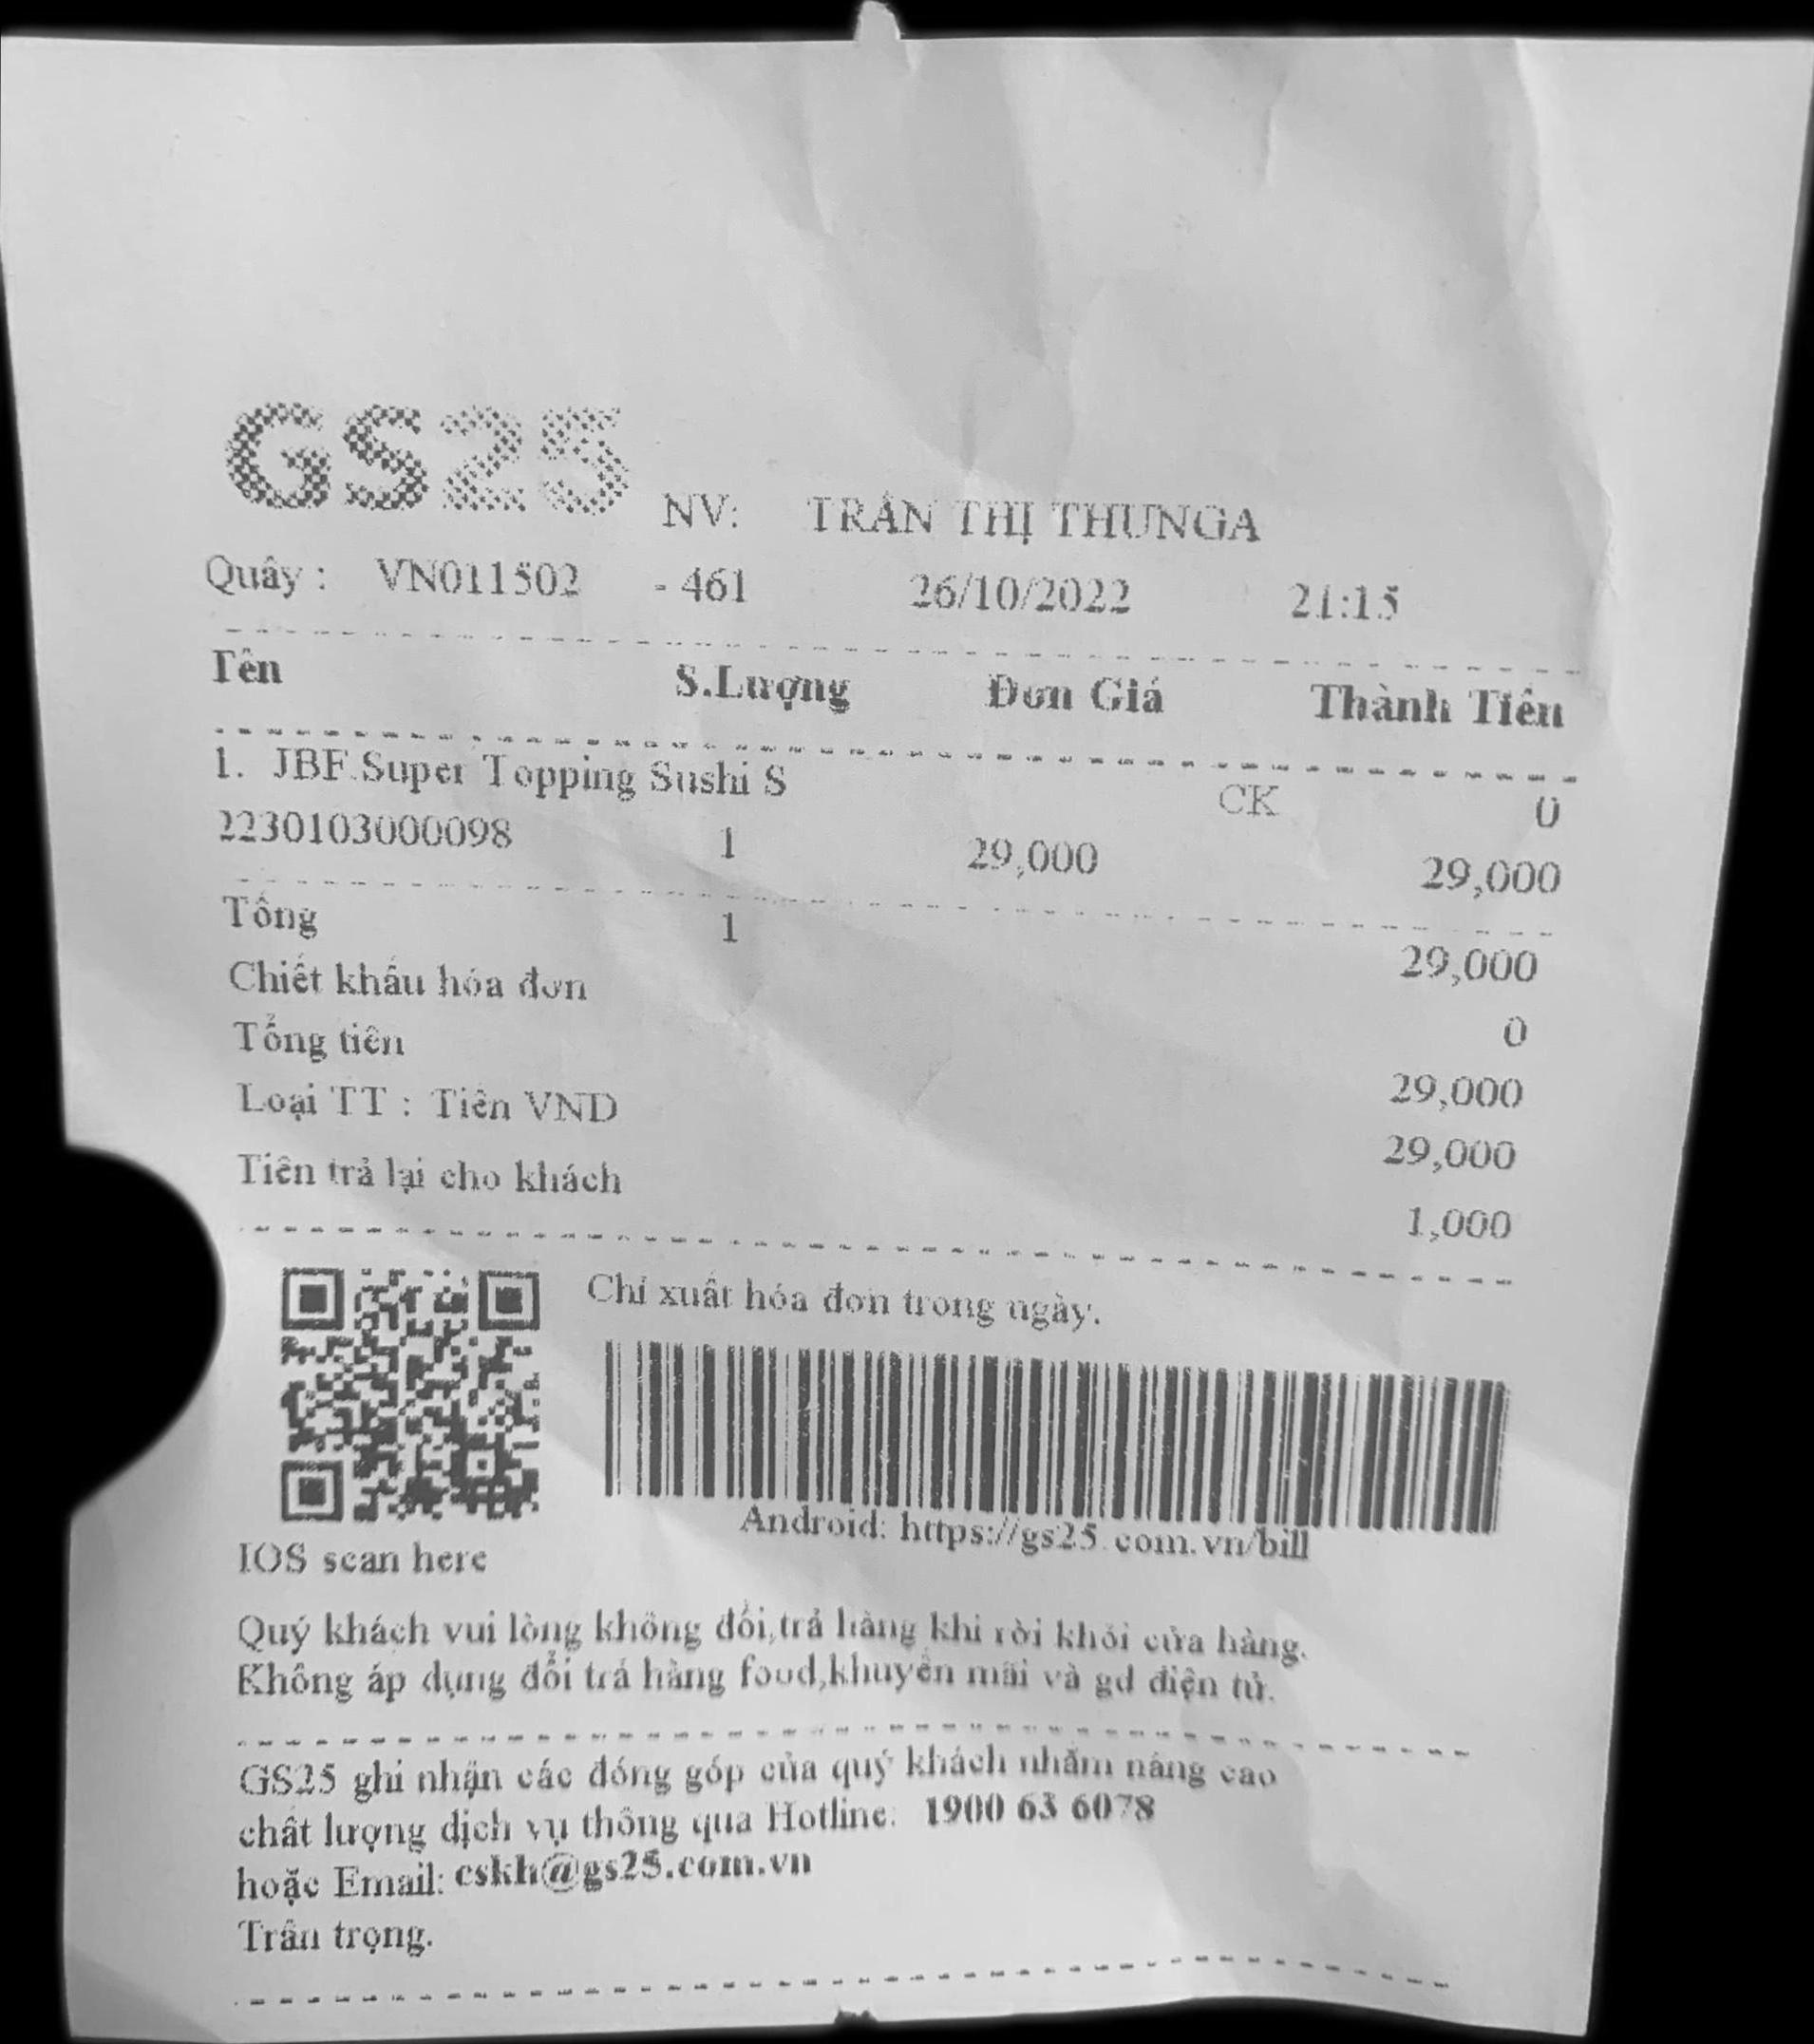 GS25
NV: TRẦN THỊ THUNGA
Quầy : VN011502 - 461 26/10/2022 21:15
Tên S.Lượng Đơn Giá Thành Tiền
1. JBF.Super Topping Sushi S CK 0
2230103000098 1 29,000 29,000
Tổng 1 29,000
Chiết khấu hóa đơn 0
Tổng tiền 29,000
Loại TT : Tiền VND 29,000
Tiền trả lại cho khách 1,000
Chỉ xuất hóa đơn trong ngày.
Android: https://gs25.com.vn/bill
IOS scan here
Quý khách vui lòng không đổi,trả hàng khi rời khỏi cửa hàng.
Không áp dụng đổi trả hàng food,khuyến mãi và gd điện tử.
GS25 ghi nhận các đóng góp của quý khách nhằm nâng cao
chất lượng dịch vụ thông qua Hotline: 1900 63 6078
hoặc Email: cskh@gs25.com.vn
Trân trọng.